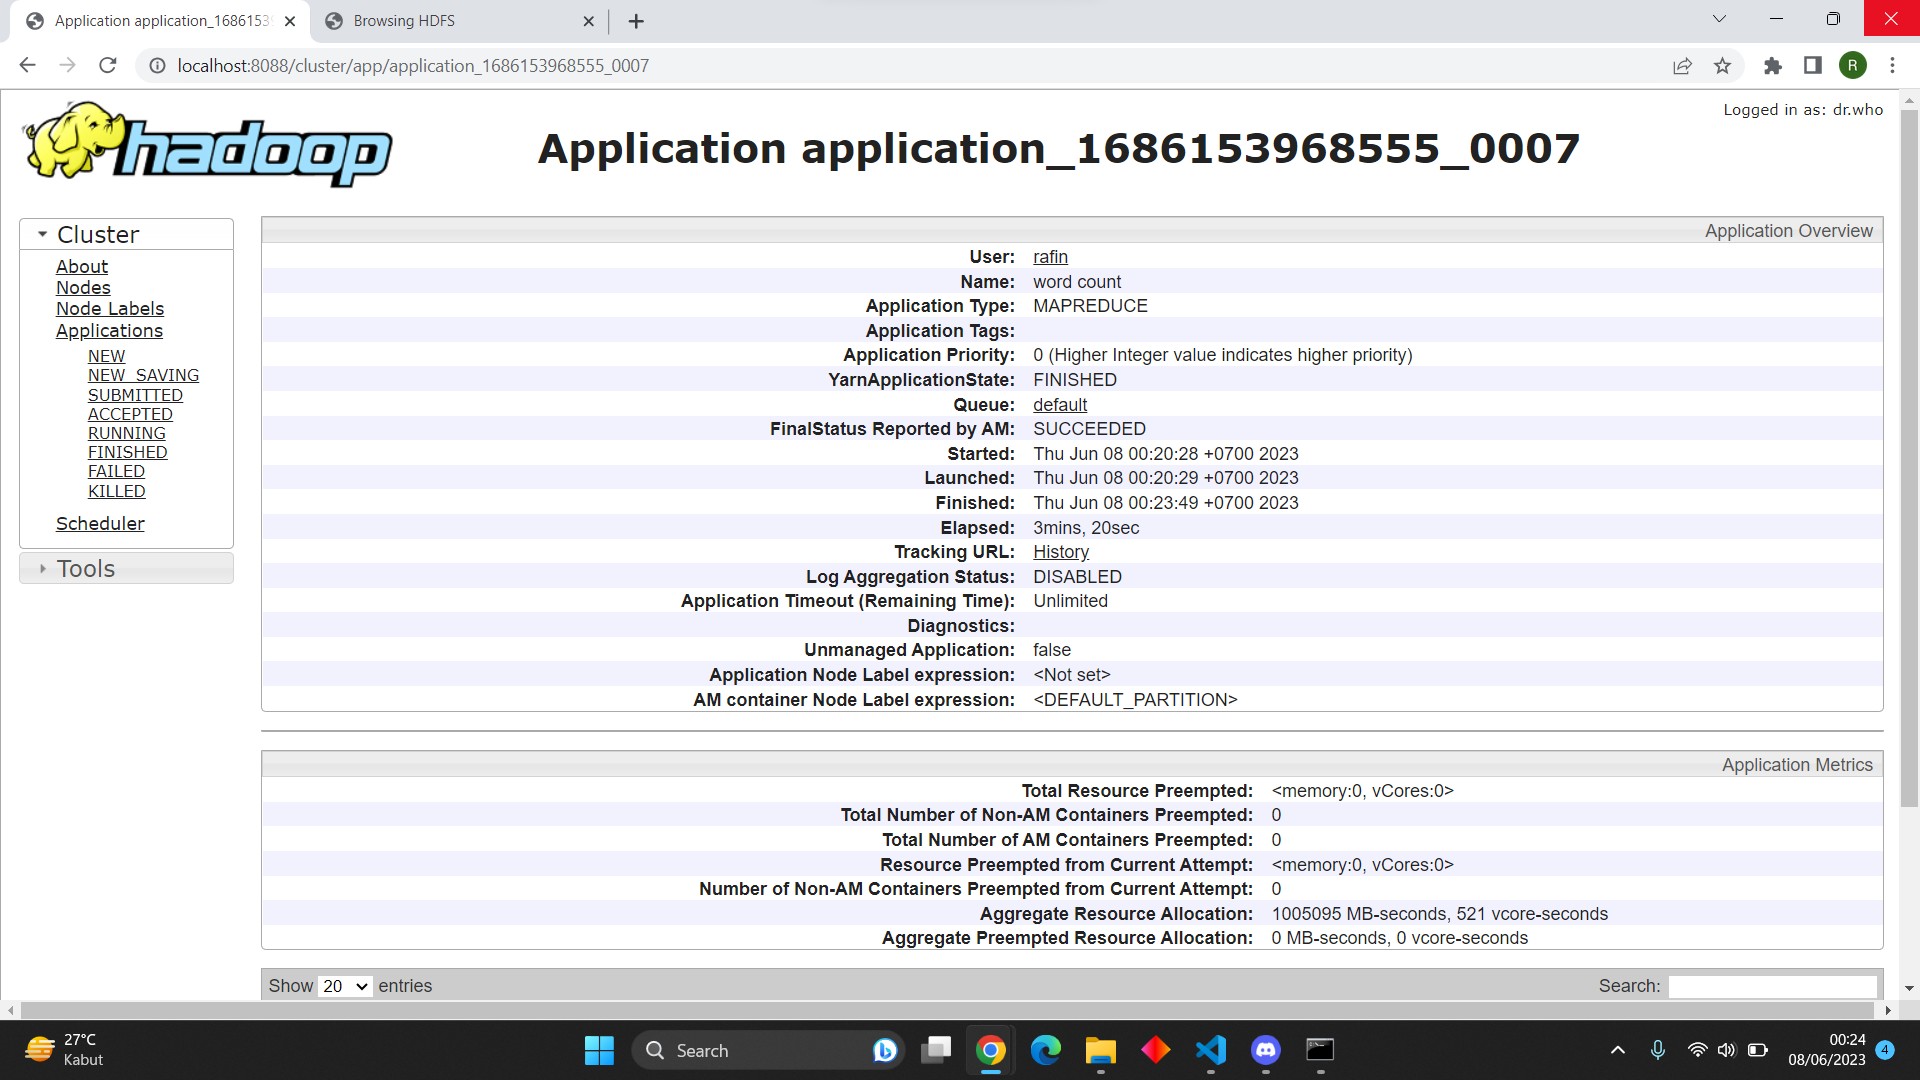 Application application_1686153
Browsing HDFS
localhost:8088/cluster/app/application_1686153968555_0007
R
Logged in as: dr.who
hadoop
Application application_1686153968555_0007
Cluster
About
Nodes
Node Labels
Applications
NEW
NEW_SAVING
SUBMITTED
ACCEPTED
RUNNING
FINISHED
FAILED
KILLED
Scheduler
Tools
Application Overview
User: rafin
Name: word count
Application Type: MAPREDUCE
Application Tags:
Application Priority: 0 (Higher Integer value indicates higher priority)
YarnApplicationState: FINISHED
Queue: default
FinalStatus Reported by AM: SUCCEEDED
Started: Thu Jun 08 00:20:28 +0700 2023
Launched: Thu Jun 08 00:20:29 +0700 2023
Finished: Thu Jun 08 00:23:49 +0700 2023
Elapsed: 3mins, 20sec
Tracking URL: History
Log Aggregation Status: DISABLED
Application Timeout (Remaining Time): Unlimited
Diagnostics:
Unmanaged Application: false
Application Node Label expression: <Not set>
AM container Node Label expression: <DEFAULT_PARTITION>
Application Metrics
Total Resource Preempted: <memory:0, vCores:0>
Total Number of Non-AM Containers Preempted: 0
Total Number of AM Containers Preempted: 0
Resource Preempted from Current Attempt: <memory:0, vCores:0>
Number of Non-AM Containers Preempted from Current Attempt: 0
Aggregate Resource Allocation: 1005095 MB-seconds, 521 vcore-seconds
Aggregate Preempted Resource Allocation: 0 MB-seconds, 0 vcore-seconds
Show 20 entries
Search:
27°C
Kabut
Search
00:24
08/06/2023
4